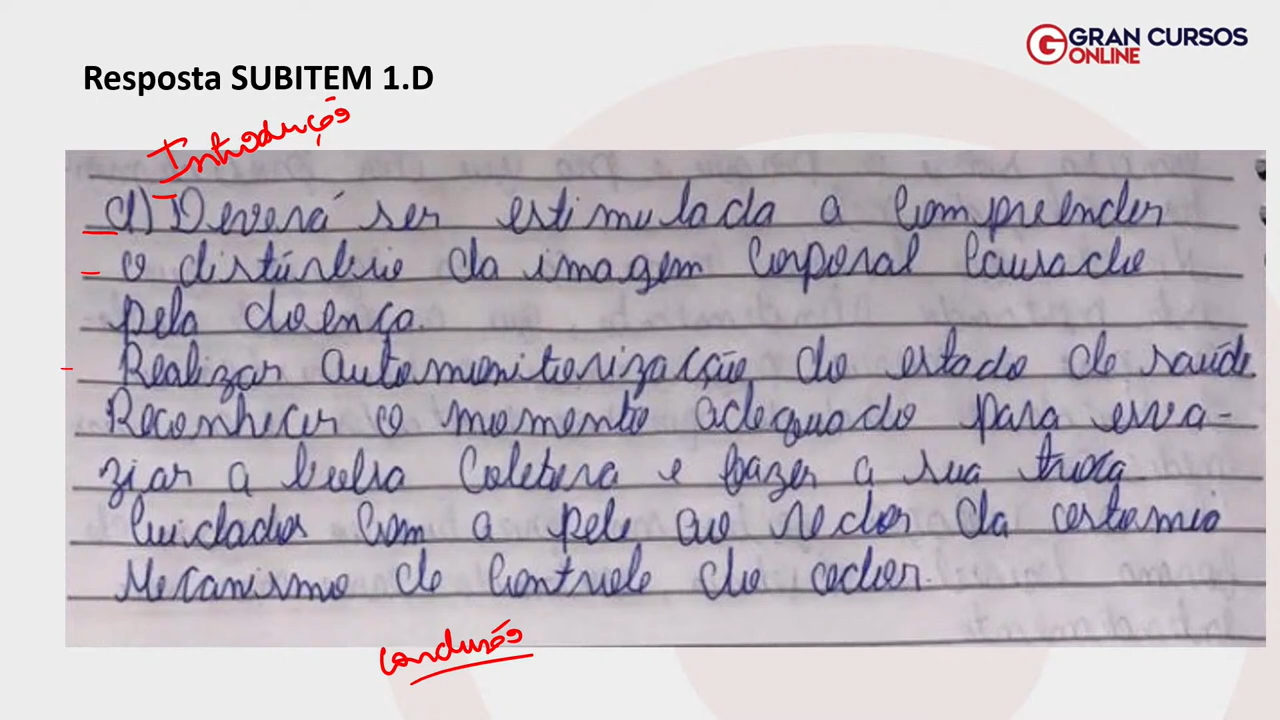 GRAN CURSOS
ONLINE
Resposta SUBITEM 1.D
Introdução
d) Deverá ser estimulada a compreender
o distúrbio da imagem corporal causado
pela doença.
Realizar automonitorização do estado de saúde
Reconhecer o momento adequado para esva-
ziar a bolsa coletora e fazer a sua troca
Cuidados com a pele ao redor da ostomia
Mecanismo de controle do odor.
conclusão